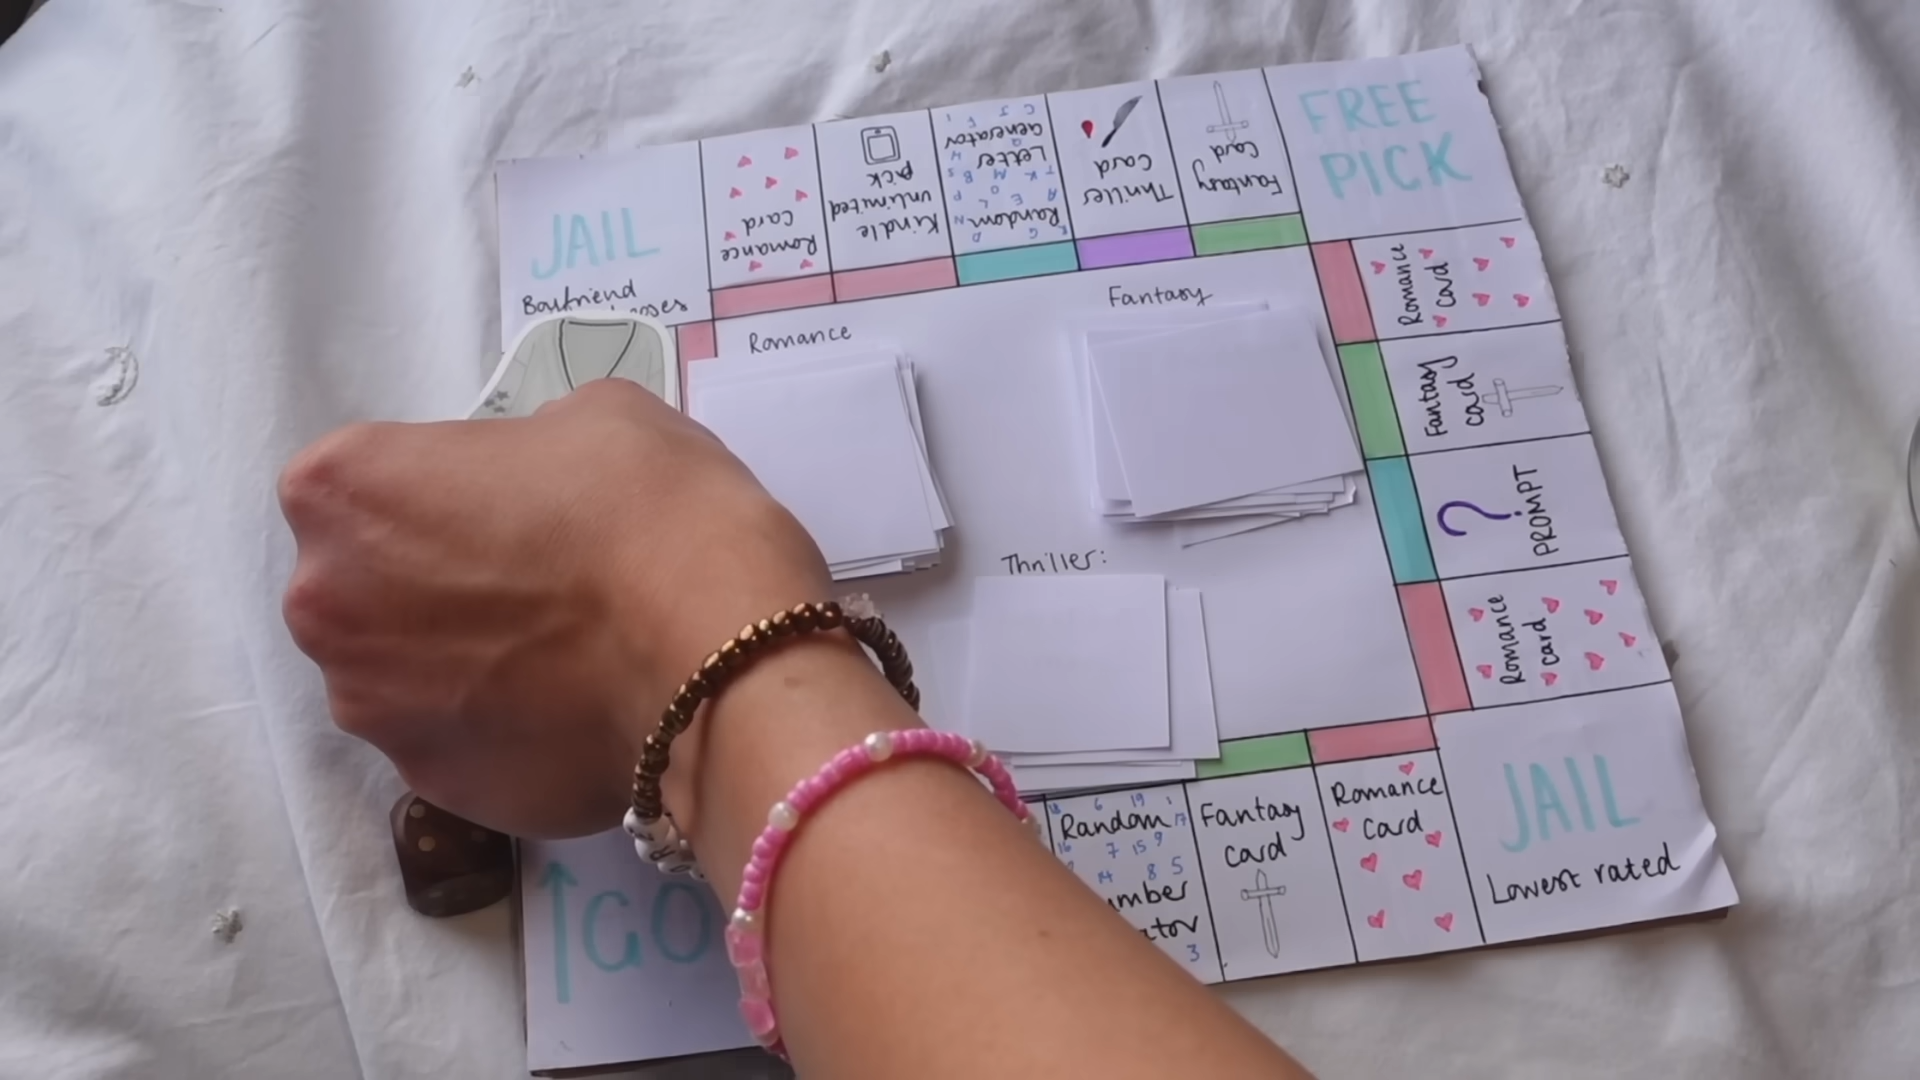 JAIL
Boyfriend
Romance
Card
Kindle
unlimited
pick
Random
Letter
Generator
Thriller
Card
Fantasy
Card
FREE
PICK
Romance
Card
Fantasy
card
?
PROMPT
Romance
card
JAIL
Lowest rated
Romance
Card
Fantasy
card
Random
GO
Romance
Fantasy
Thriller: